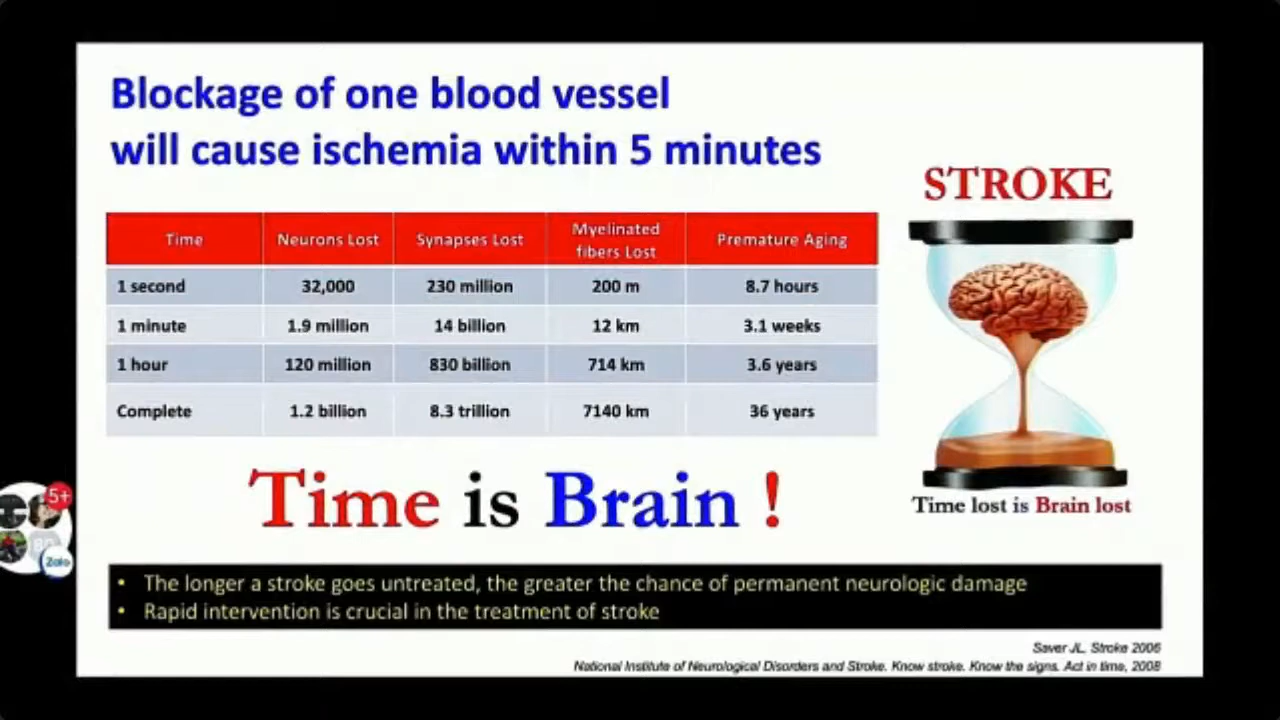 Blockage of one blood vessel
will cause ischemia within 5 minutes
STROKE
Time Neurons Lost Synapses Lost Myelinated fibers Lost Premature Aging
1 second 32,000 230 million 200 m 8.7 hours
1 minute 1.9 million 14 billion 12 km 3.1 weeks
1 hour 120 million 830 billion 714 km 3.6 years
Complete 1.2 billion 8.3 trillion 7140 km 36 years
Time is Brain !
Time lost is Brain lost
5+
Zalo
• The longer a stroke goes untreated, the greater the chance of permanent neurologic damage
• Rapid intervention is crucial in the treatment of stroke
Saver JL. Stroke 2006
National Institute of Neurological Disorders and Stroke. Know stroke. Know the signs. Act in time, 2008